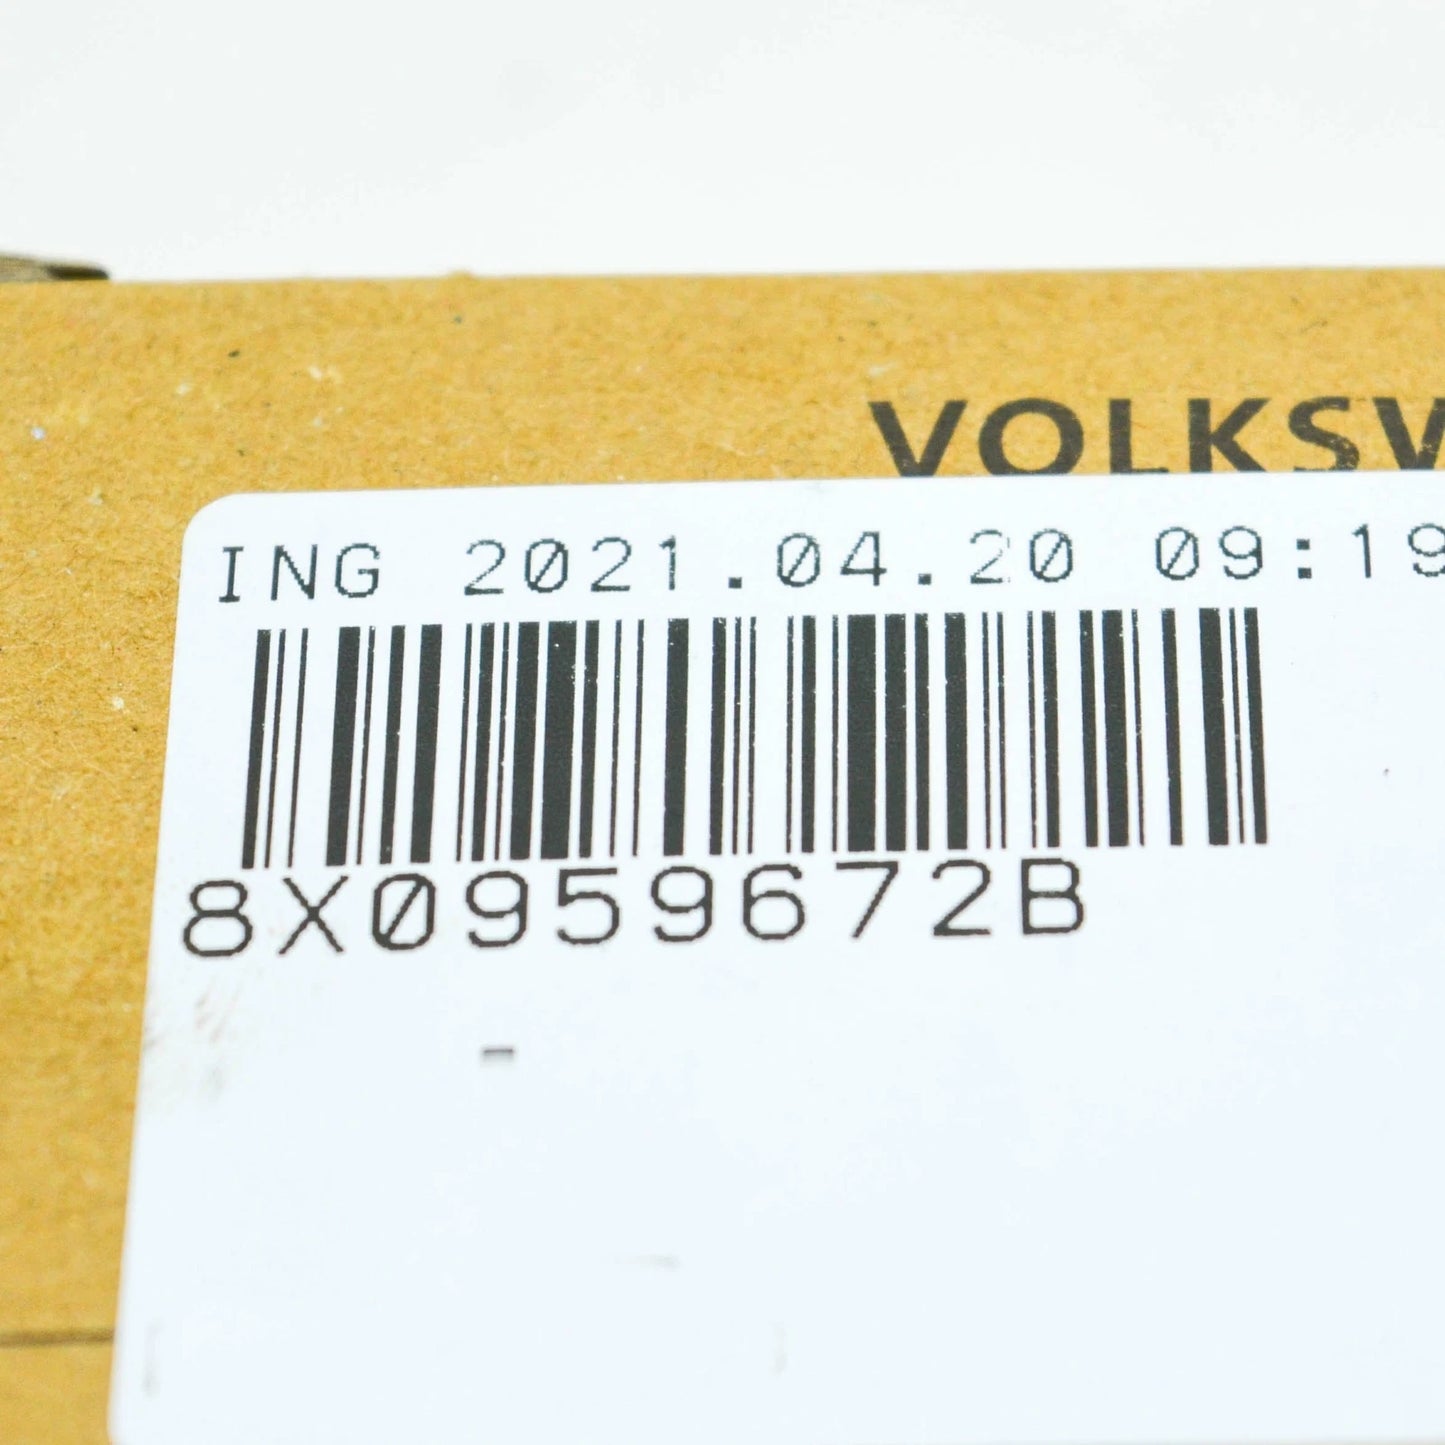 VOLKSW
ING 2021.04.20 09:19
8X0959672B
-